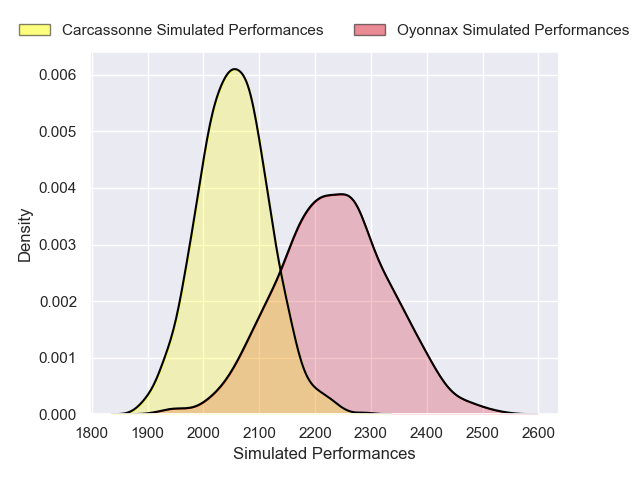 Carcassonne Simulated Performances Oyonnax Simulated Performances
0.006
0.005
0.004
0.003
0.002
0.001
0.000
Density
1800 1900 2000 2100 2200 2300 2400 2500 2600
Simulated Performances